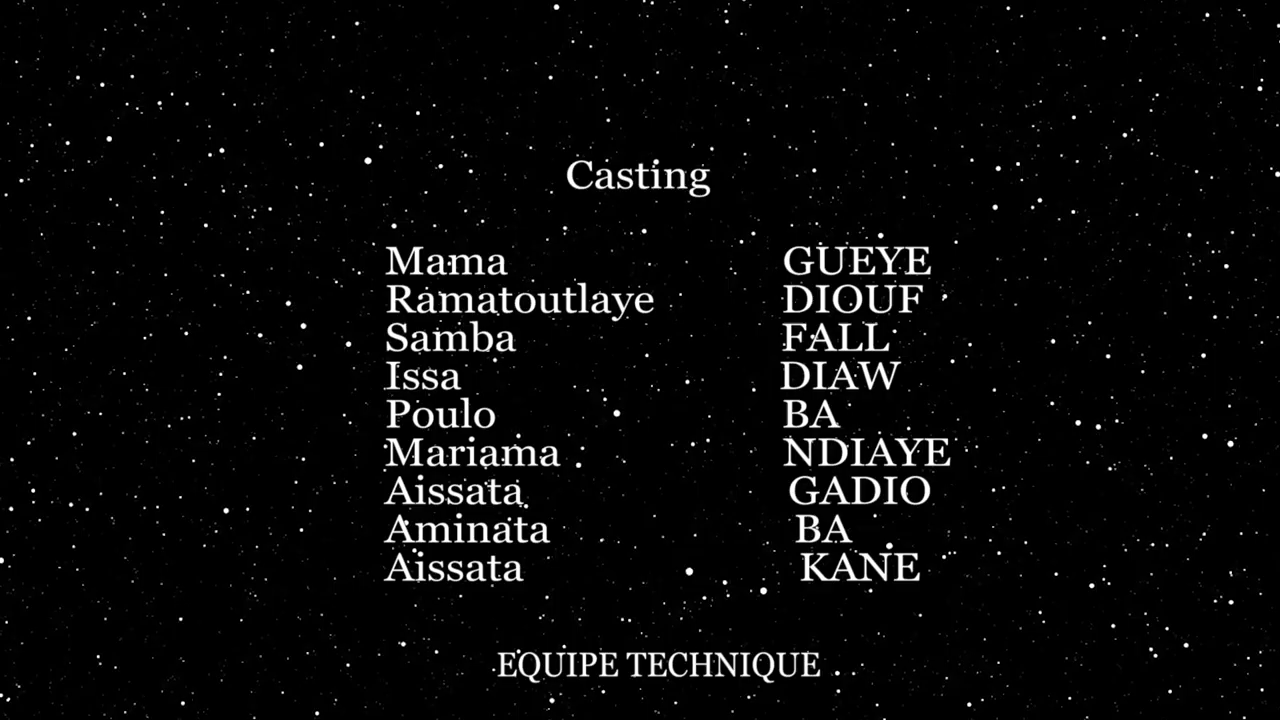 Casting
Mama GUEYE
Ramatoutlaye DIOUF
Samba FALL
Issa DIAW
Poulo BA
Mariama NDIAYE
Aissata GADIO
Aminata BA
Aissata KANE
EQUIPE TECHNIQUE